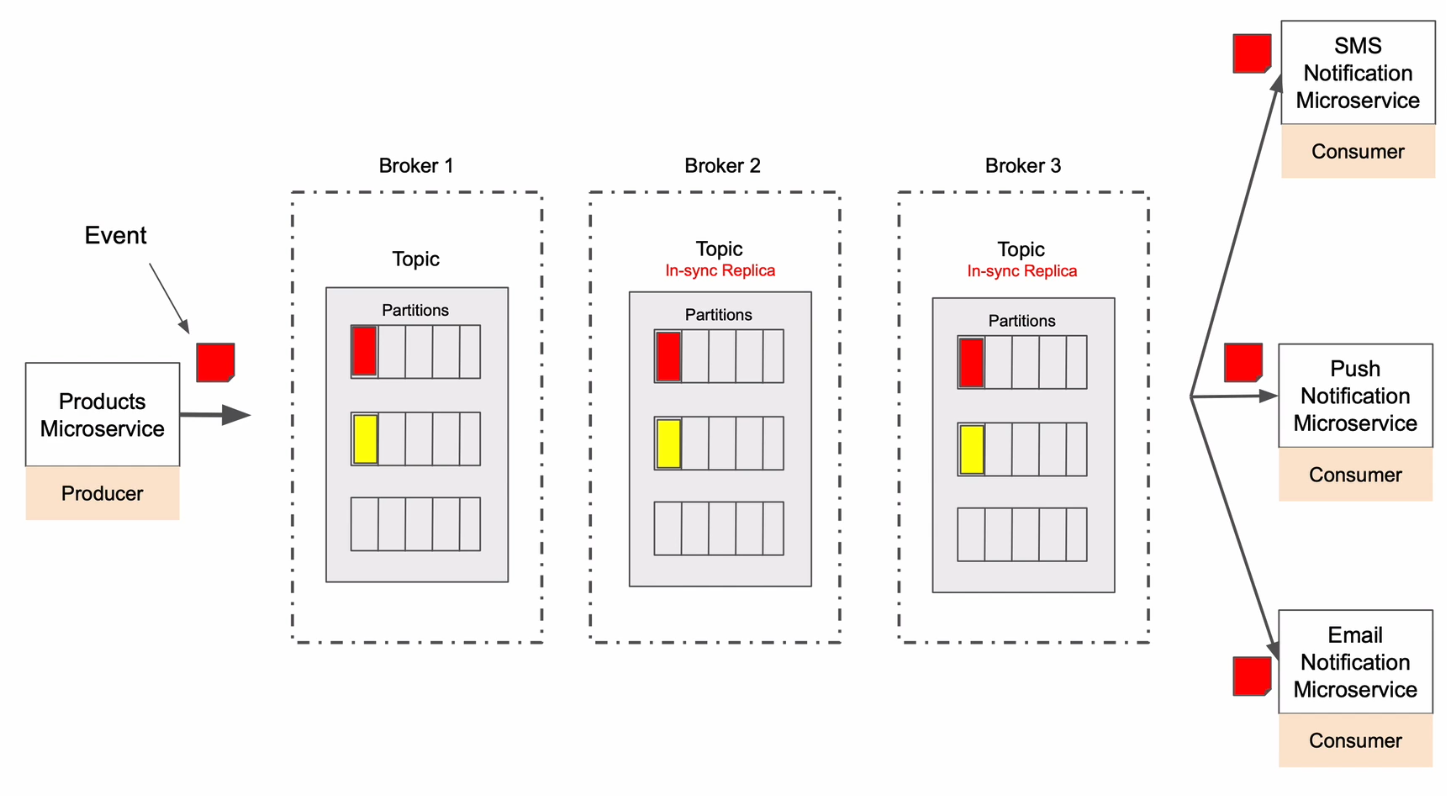 Event
Products
Microservice
Producer
Broker 1
Topic
Partitions
Broker 2
Topic
In-sync Replica
Partitions
Broker 3
Topic
In-sync Replica
Partitions
SMS
Notification
Microservice
Consumer
Push
Notification
Microservice
Consumer
Email
Notification
Microservice
Consumer